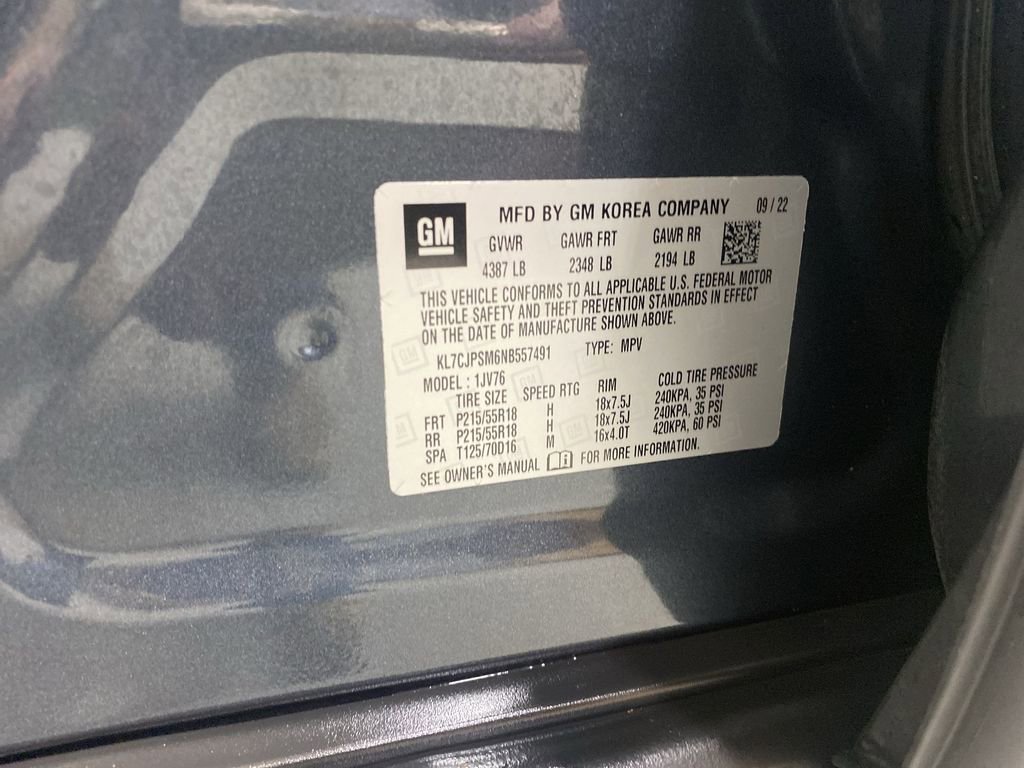 GM
MFD BY GM KOREA COMPANY 09 / 22
GVWR GAWR FRT GAWR RR
4387 LB 2348 LB 2194 LB
THIS VEHICLE CONFORMS TO ALL APPLICABLE U.S. FEDERAL MOTOR
VEHICLE SAFETY AND THEFT PREVENTION STANDARDS IN EFFECT
ON THE DATE OF MANUFACTURE SHOWN ABOVE.
KL7CJPSM6NB557491 TYPE: MPV
MODEL : 1JV76
TIRE SIZE SPEED RTG RIM COLD TIRE PRESSURE
FRT P215/55R18 H 18x7.5J 240KPA, 35 PSI
RR P215/55R18 H 18x7.5J 240KPA, 35 PSI
SPA T125/70D16 M 16x4.0T 420KPA, 60 PSI
SEE OWNER'S MANUAL FOR MORE INFORMATION.